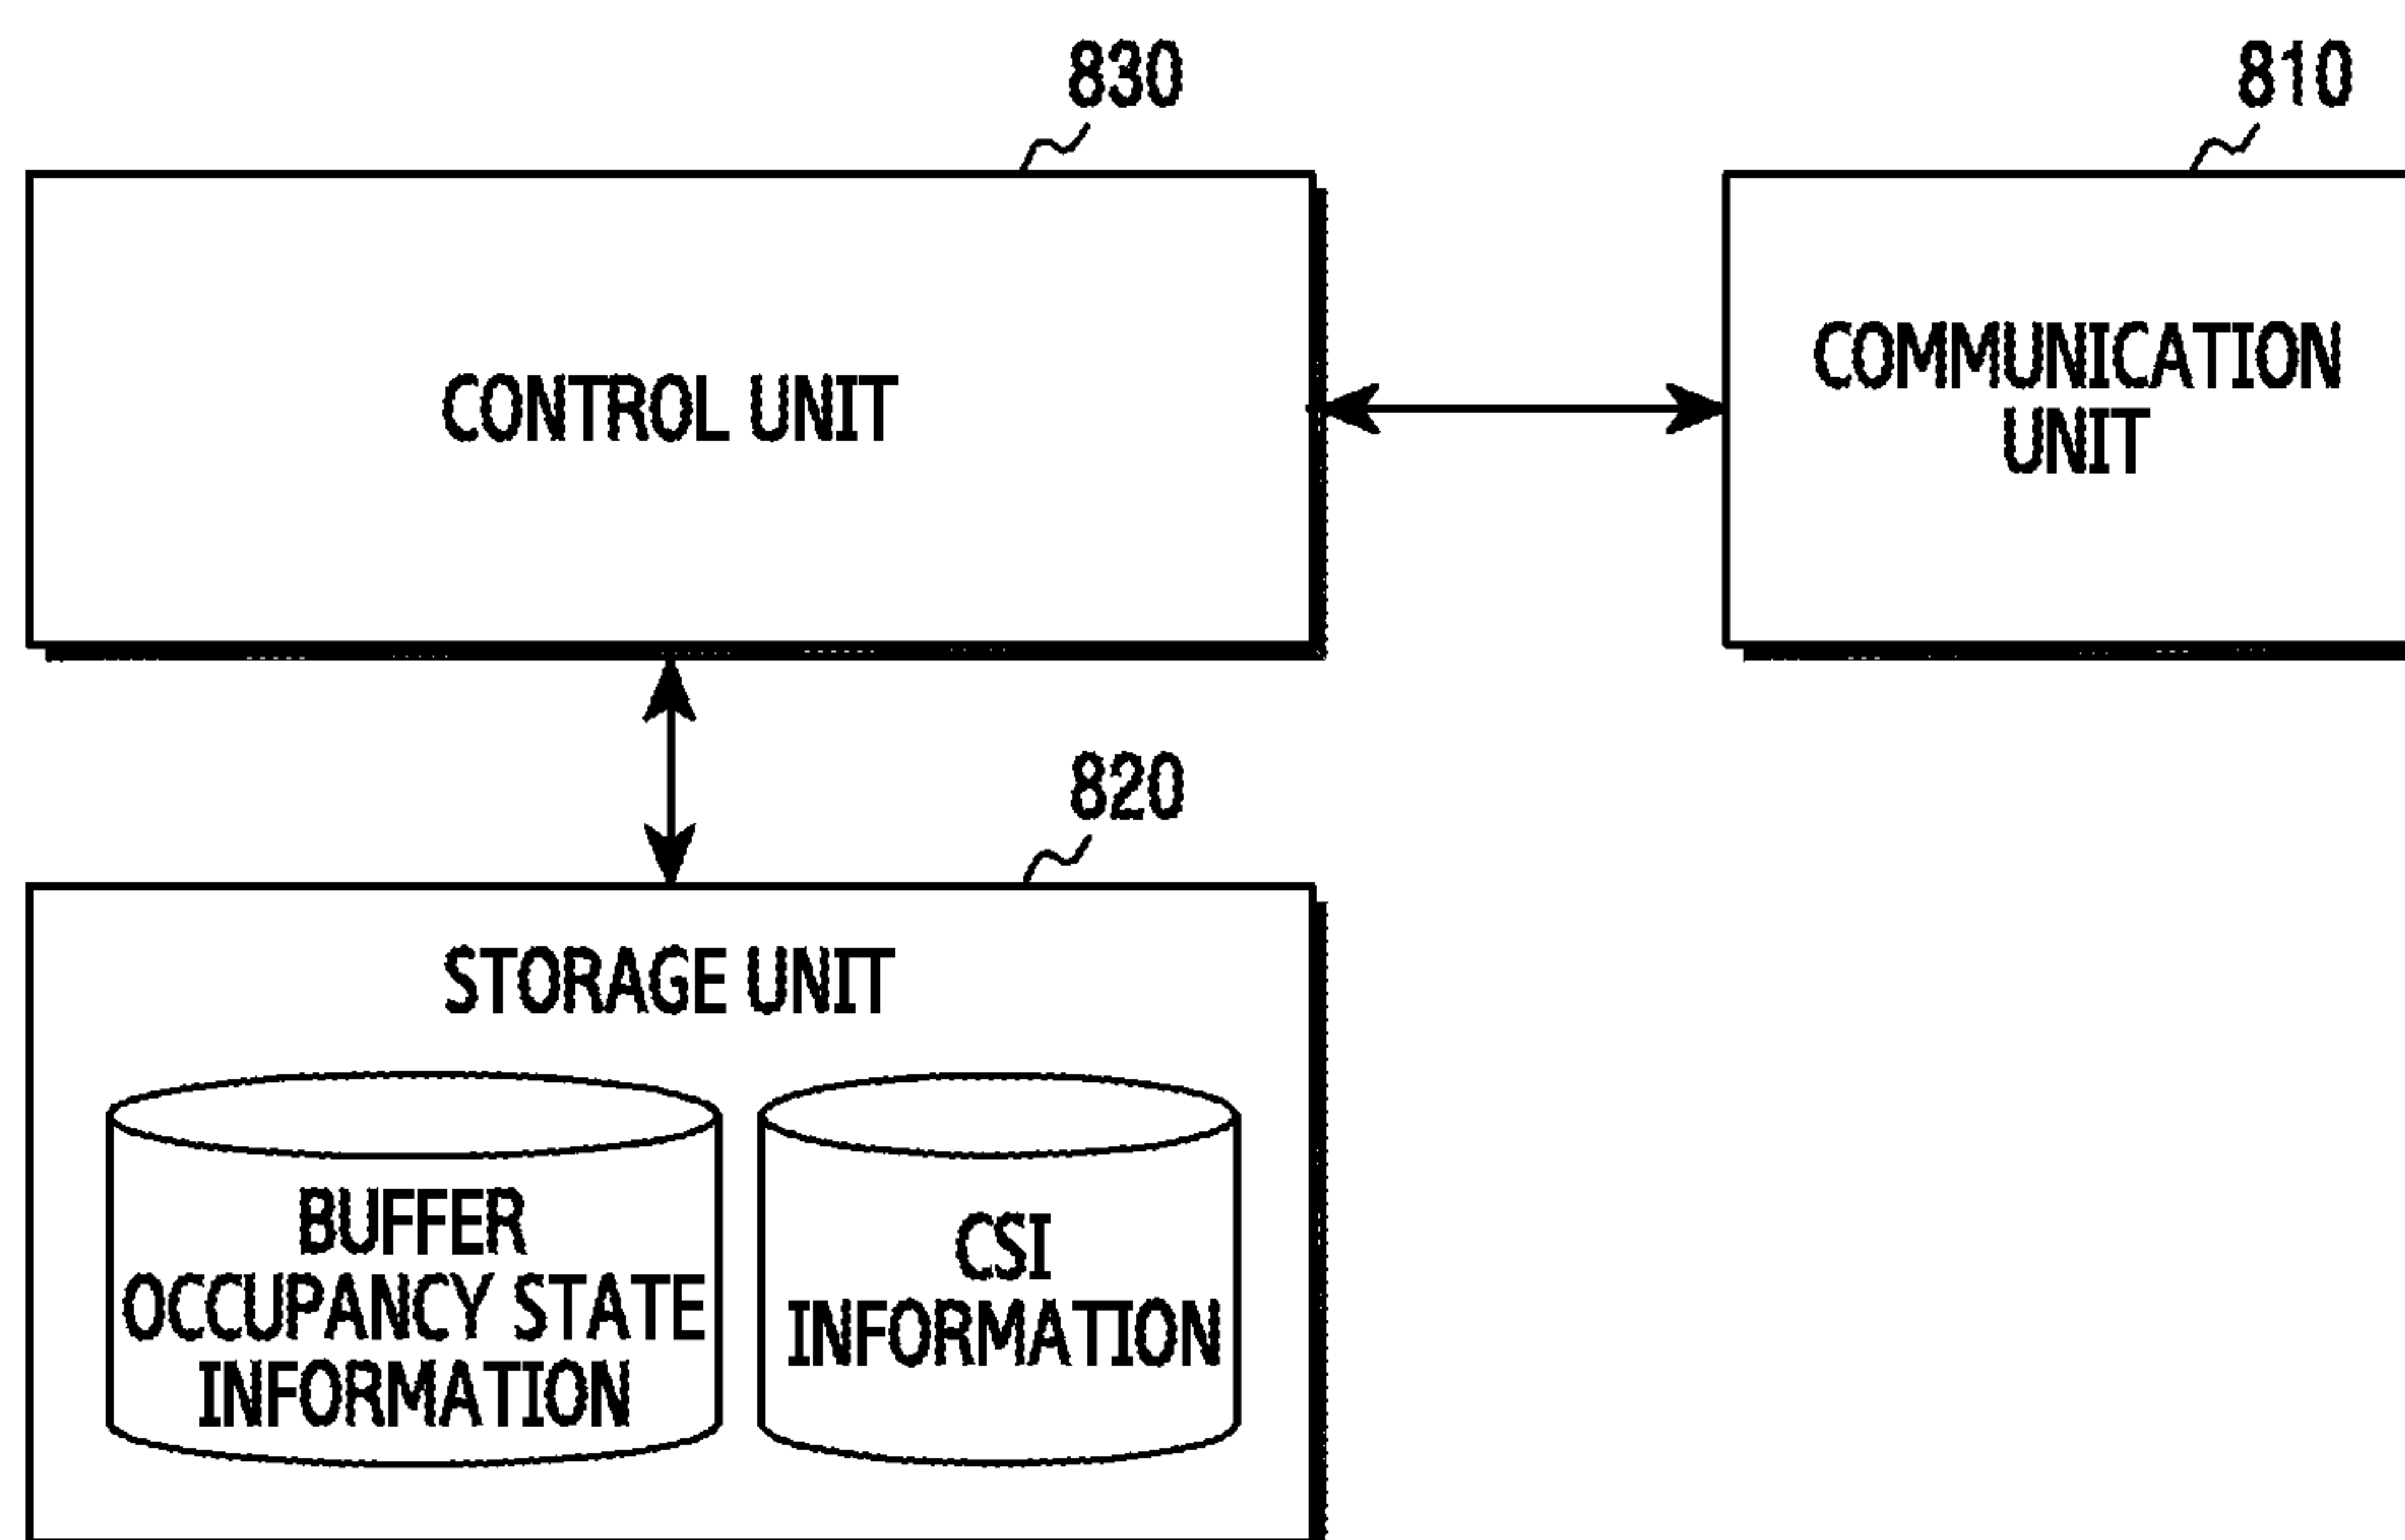 830
810
CONTROL UNIT
COMMUNICATION
UNIT
820
STORAGE UNIT
BUFFER
OCCUPANCY STATE
INFORMATION
CSI
INFORMATION